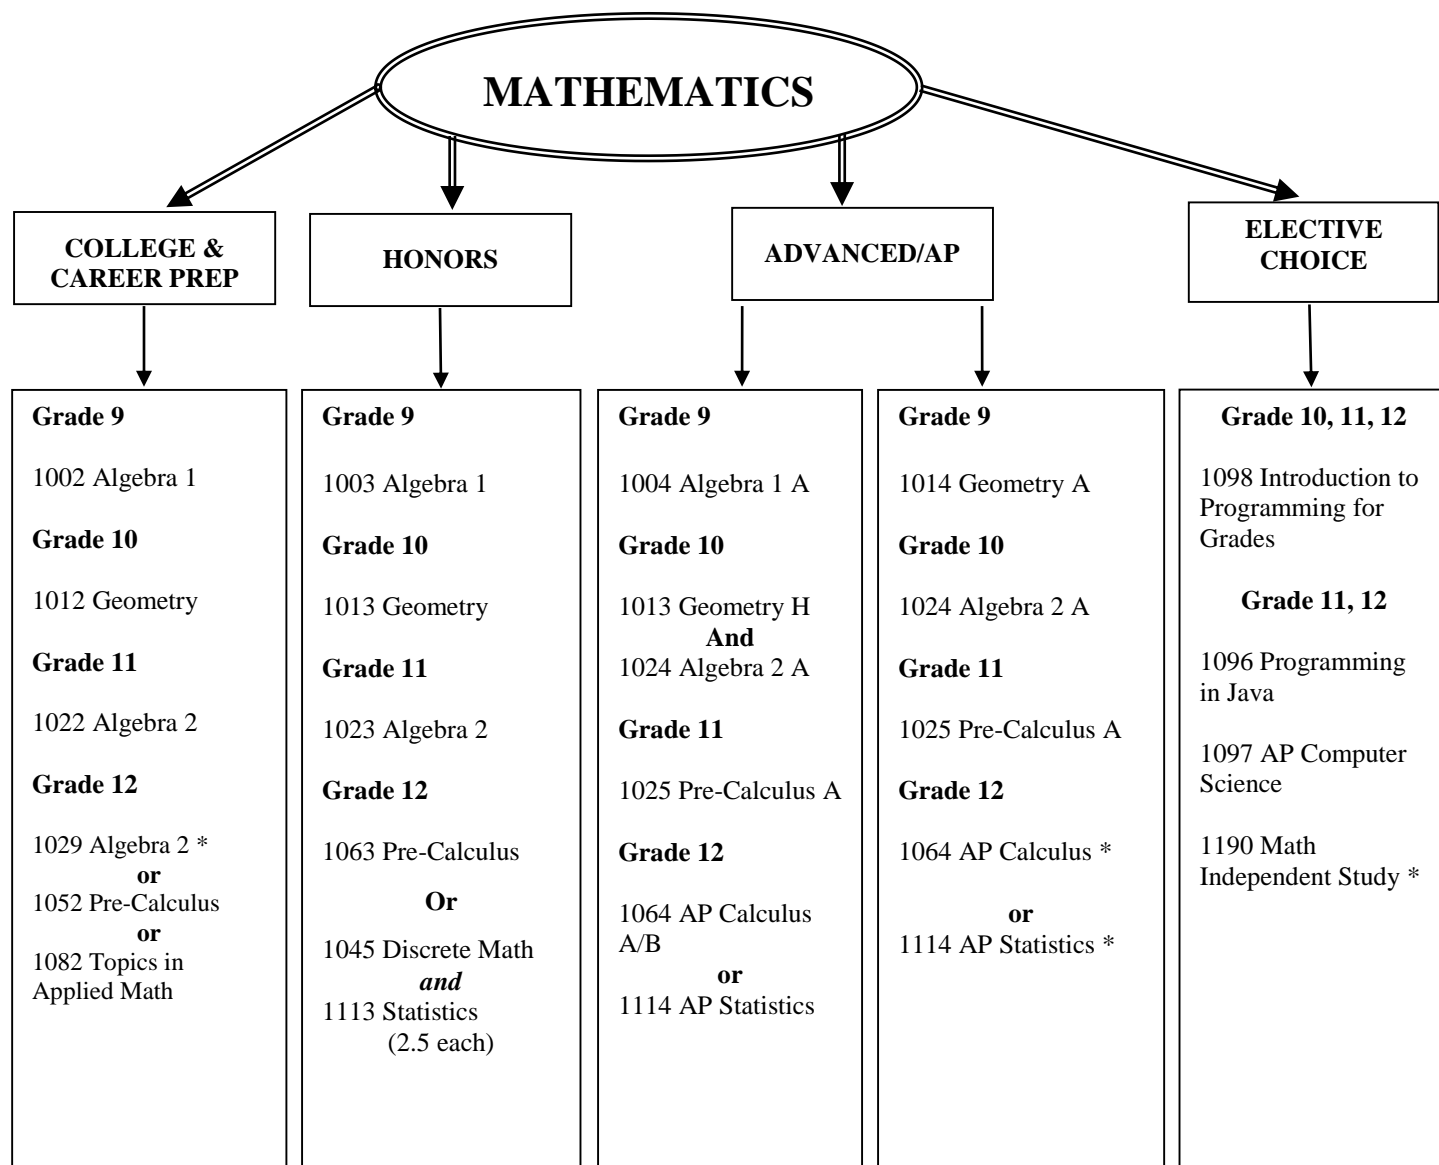 MATHEMATICS
COLLEGE &
CAREER PREP
HONORS
ADVANCED/AP
ELECTIVE
CHOICE
Grade 9
1002 Algebra 1
Grade 10
1012 Geometry
Grade 11
1022 Algebra 2
Grade 12
1029 Algebra 2 *
or
1052 Pre-Calculus
or
1082 Topics in
Applied Math
Grade 9
1003 Algebra 1
Grade 10
1013 Geometry
Grade 11
1023 Algebra 2
Grade 12
1063 Pre-Calculus
Or
1045 Discrete Math
and
1113 Statistics
(2.5 each)
Grade 9
1004 Algebra 1 A
Grade 10
1013 Geometry H
And
1024 Algebra 2 A
Grade 11
1025 Pre-Calculus A
Grade 12
1064 AP Calculus
A/B
or
1114 AP Statistics
Grade 9
1014 Geometry A
Grade 10
1024 Algebra 2 A
Grade 11
1025 Pre-Calculus A
Grade 12
1064 AP Calculus *
or
1114 AP Statistics *
Grade 10, 11, 12
1098 Introduction to
Programming for
Grades
Grade 11, 12
1096 Programming
in Java
1097 AP Computer
Science
1190 Math
Independent Study *